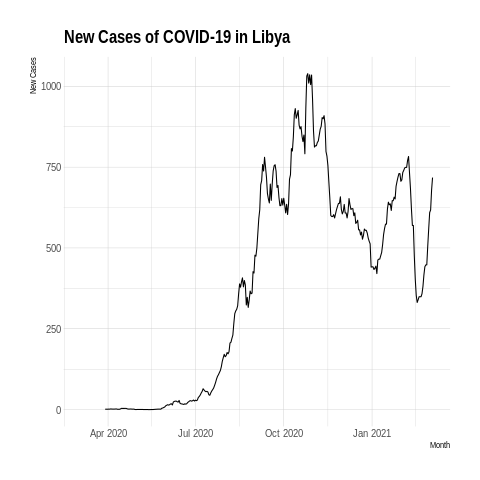 New Cases of COVID-19 in Libya
New Cases
1000
750
500
250
0
Apr 2020
Jul 2020
Oct 2020
Jan 2021
Month